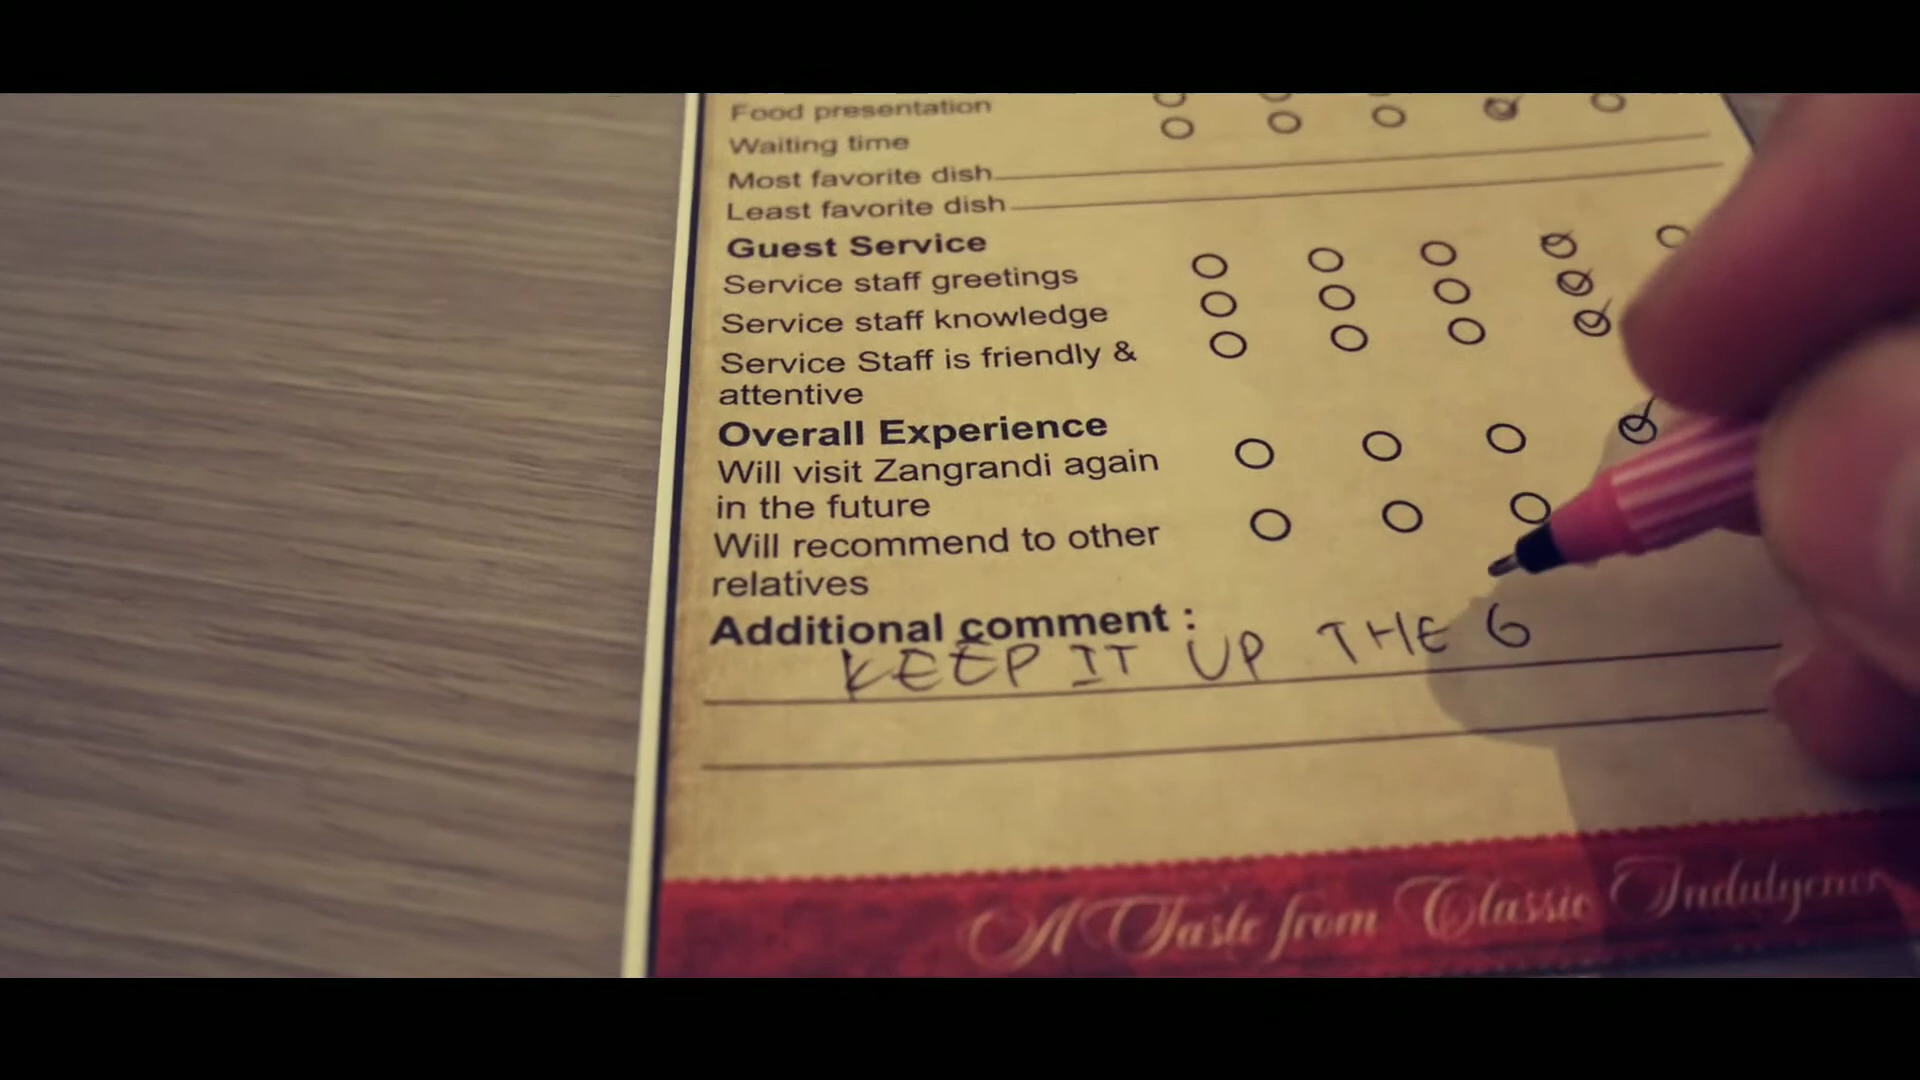 Food presentation
Waiting time
Most favorite dish
Least favorite dish
Guest Service
Service staff greetings
Service staff knowledge
Service Staff is friendly &
attentive
Overall Experience
Will visit Zangrandi again
in the future
Will recommend to other
relatives
Additional comment :
KEEP IT UP THE G
A Taste from Classic Indulgence